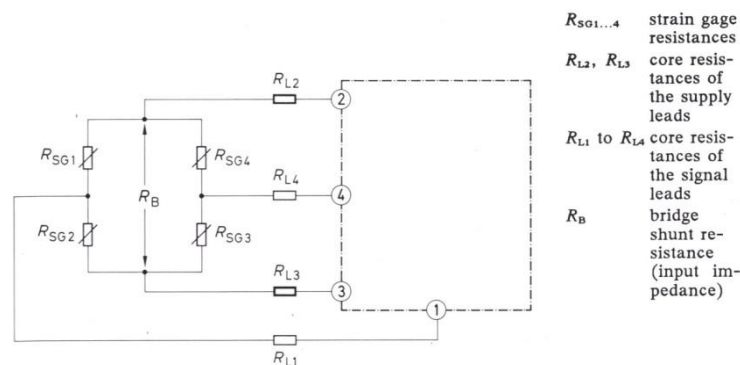 R_L2
2
R_SG1
R_SG4
R_L4
4
R_B
R_SG2
R_SG3
R_L3
3
1
R_L1
R_SG1...4 strain gage
resistances
R_L2, R_L3 core resis-
tances of
the supply
leads
R_L1 to R_L4 core resis-
tances of
the signal
leads
R_B bridge
shunt re-
sistance
(input im-
pedance)